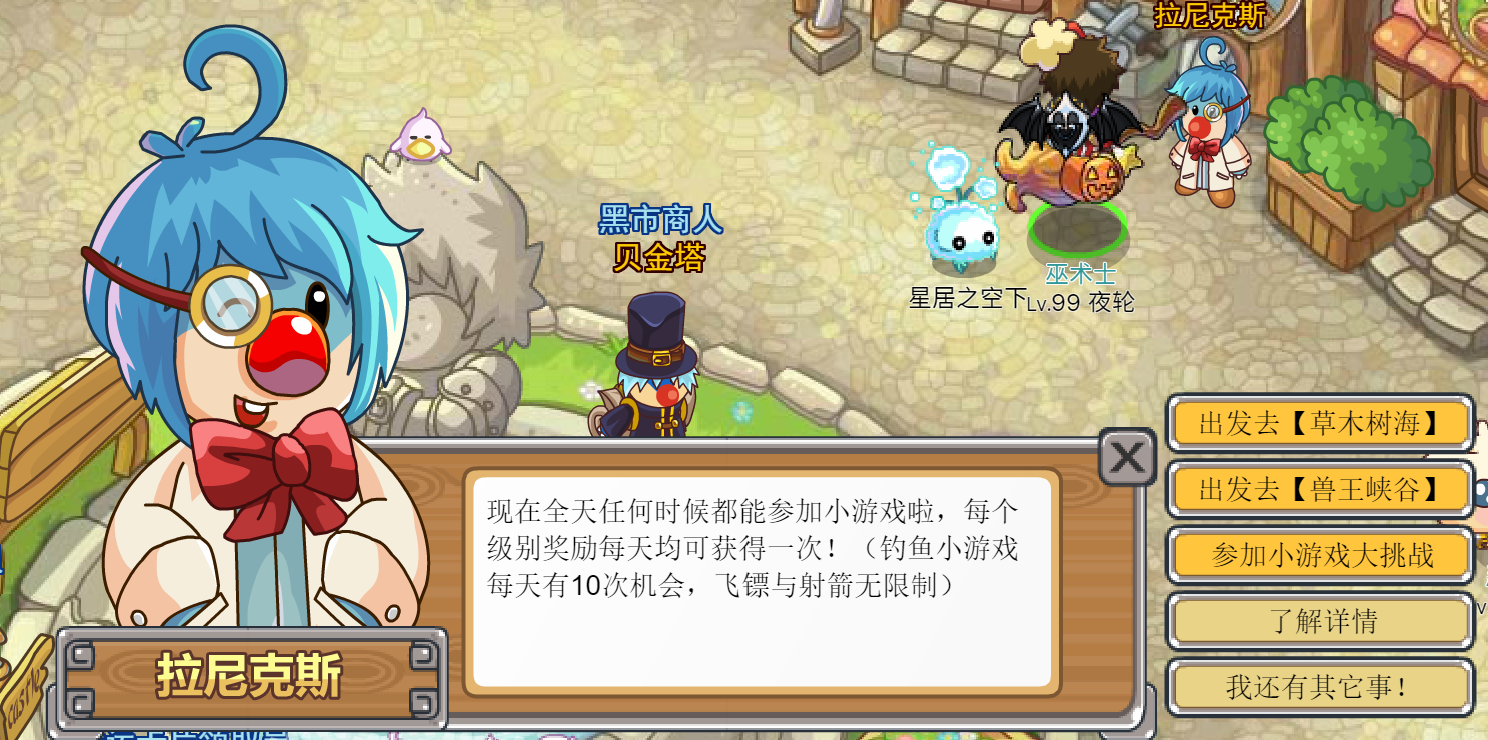 拉尼克斯
黑市商人
贝金塔
巫术士
星居之空下
Lv.99 夜轮
出发去【草木树海】
出发去【兽王峡谷】
现在全天任何时候都能参加小游戏啦，每个
级别奖励每天均可获得一次！（钓鱼小游戏
每天有10次机会，飞镖与射箭无限制）
参加小游戏大挑战
了解详情
我还有其它事！
拉尼克斯
castle